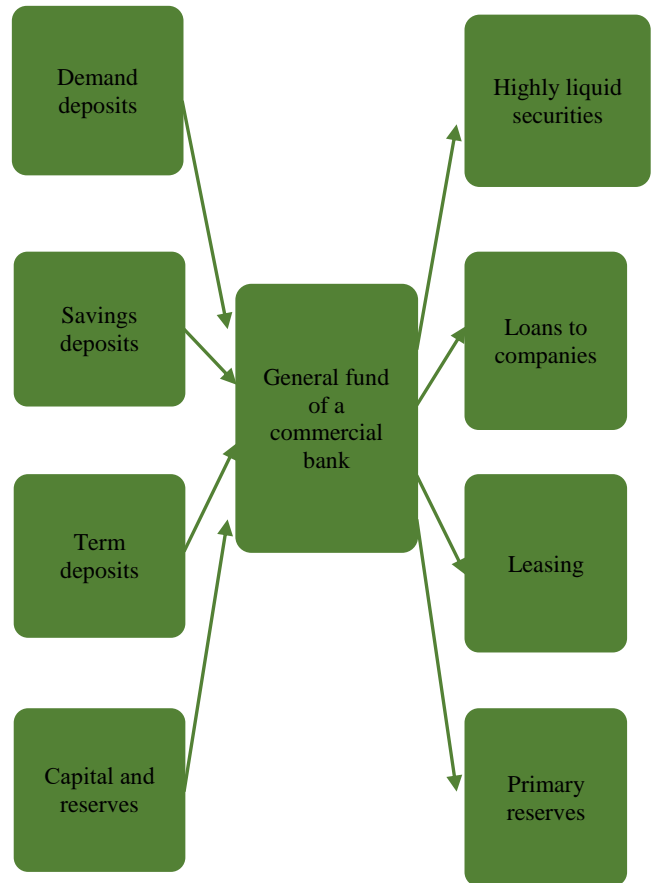 Demand
deposits
Highly liquid
securities
Savings
deposits
Loans to
companies
General fund
of a
commercial
bank
Term
deposits
Leasing
Capital and
reserves
Primary
reserves